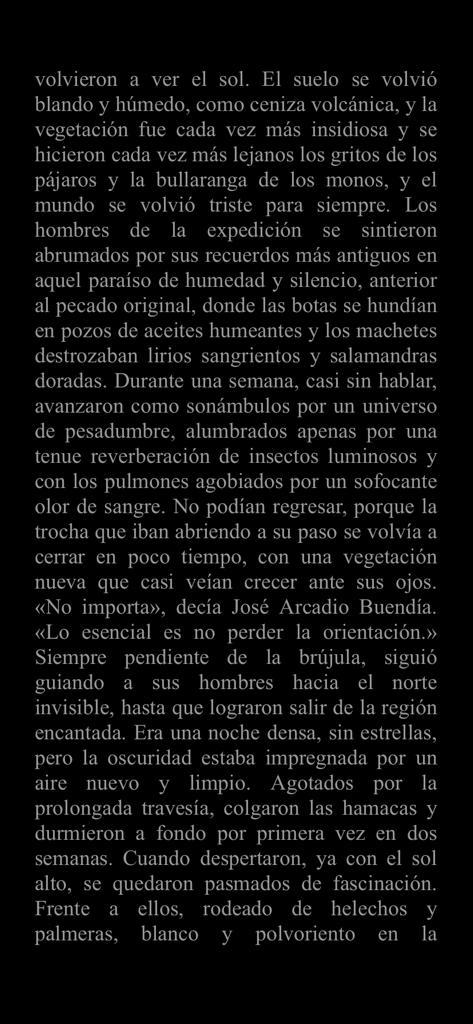 volvieron a ver el sol. El suelo se volvió
blando y húmedo, como ceniza volcánica, y la
vegetación fue cada vez más insidiosa y se
hicieron cada vez más lejanos los gritos de los
pájaros y la bullaranga de los monos, y el
mundo se volvió triste para siempre. Los
hombres de la expedición se sintieron
abrumados por sus recuerdos más antiguos en
aquel paraíso de humedad y silencio, anterior
al pecado original, donde las botas se hundían
en pozos de aceites humeantes y los machetes
destrozaban lirios sangrientos y salamandras
doradas. Durante una semana, casi sin hablar,
avanzaron como sonámbulos por un universo
de pesadumbre, alumbrados apenas por una
tenue reverberación de insectos luminosos y
con los pulmones agobiados por un sofocante
olor de sangre. No podían regresar, porque la
trocha que iban abriendo a su paso se volvía a
cerrar en poco tiempo, con una vegetación
nueva que casi veían crecer ante sus ojos.
«No importa», decía José Arcadio Buendía.
«Lo esencial es no perder la orientación.»
Siempre pendiente de la brújula, siguió
guiando a sus hombres hacia el norte
invisible, hasta que lograron salir de la región
encantada. Era una noche densa, sin estrellas,
pero la oscuridad estaba impregnada por un
aire nuevo y limpio. Agotados por la
prolongada travesía, colgaron las hamacas y
durmieron a fondo por primera vez en dos
semanas. Cuando despertaron, ya con el sol
alto, se quedaron pasmados de fascinación.
Frente a ellos, rodeado de helechos y
palmeras, blanco y polvoriento en la